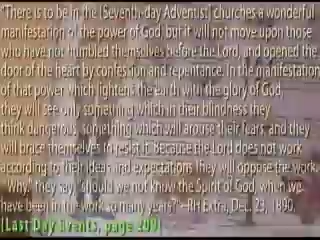 "There is to be in the [Seventh-day Adventist] churches a wonderful
manifestation of the power of God, but it will not move upon those
who have not humbled themselves before the Lord, and opened the
door of the heart by confession and repentance. In the manifestation
of that power which lightens the earth with the glory of God,
they will see only something which in their blindness they
think dangerous, something which will arouse their fears, and they
will brace themselves to resist it. Because the Lord does not work
according to their ideas and expectations they will oppose the work.
'Why,' they say, 'should we not know the Spirit of God, when we
have been in the work so many years?'"-RH Extra, Dec. 23, 1890.
(Last Day Events, page 209)